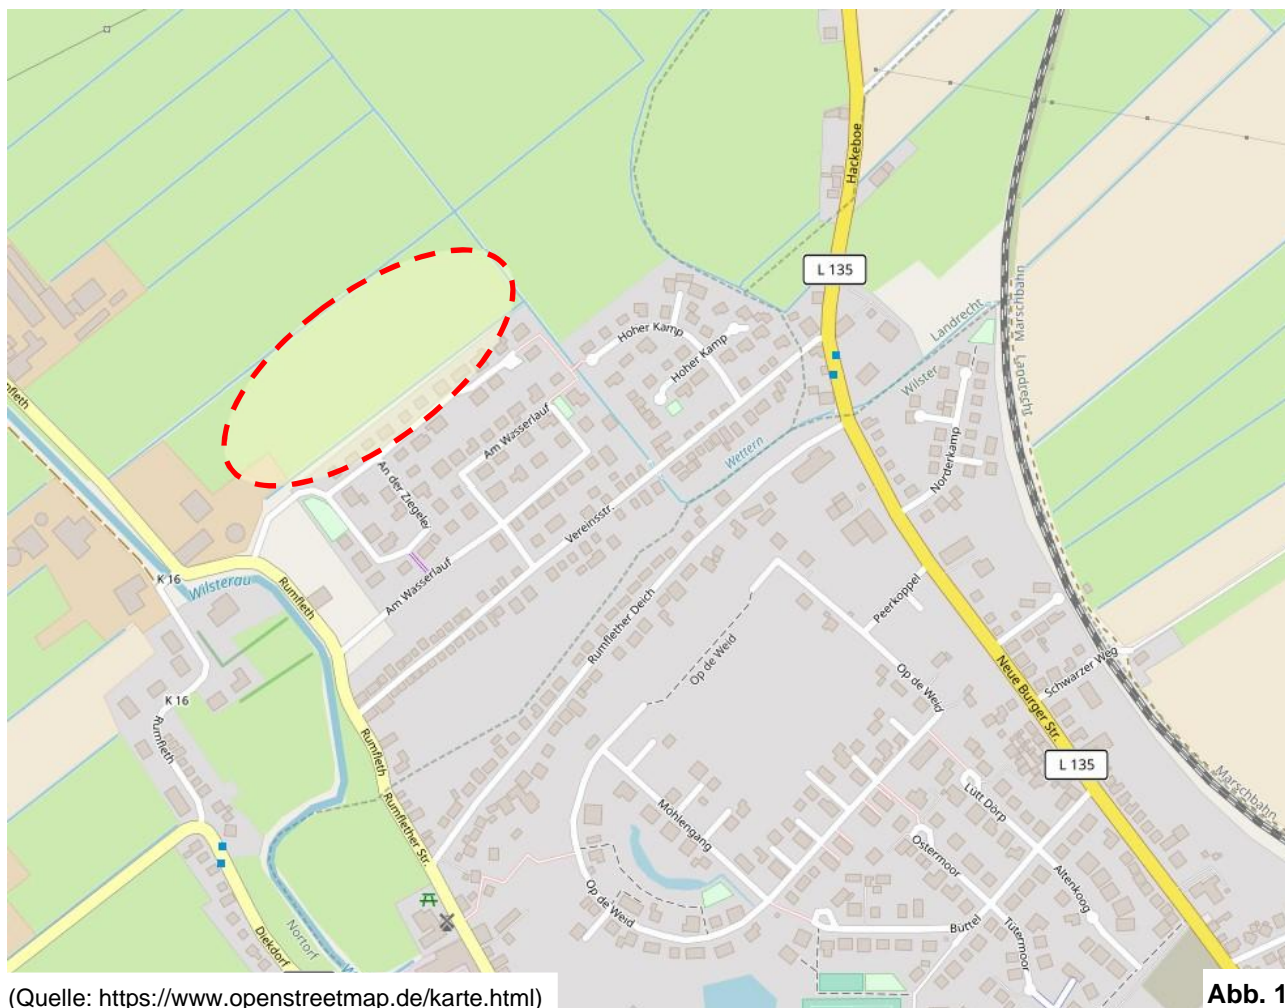 Hackeboe
L 135
Landrecht
Marschbahn
Landrecht
Marschbahn
Hoher Kamp
Hoher Kamp
Wilster
Wettern
Norderkamp
Am Wasserlauf
An der Ziegelei
Vereinsstr.
Am Wasserlauf
K 16
Wilsterau
Rumfleth
Rumflether Deich
Peerkoppel
Op de Weid
Op de Weid
Neue Burger Str.
Schwarzer Weg
K 16
Rumfleth
Rumfleth
L 135
Marschbahn
Lütt Dörp
Mohlengang
Rumflether Str.
Ostermoor
Altenkoog
Op de Weid
Büttel
Tütermoor
Diekdorf
Nortorf
(Quelle: https://www.openstreetmap.de/karte.html)
Abb. 1